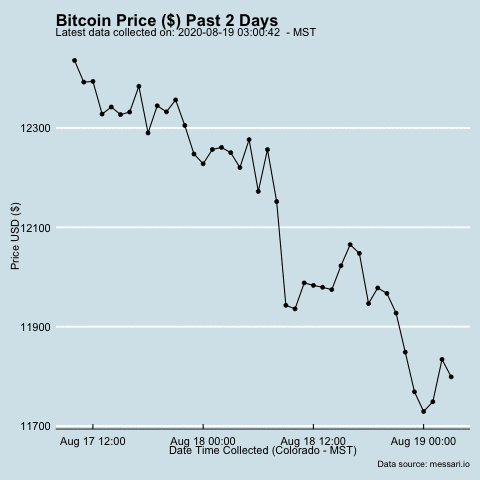 Bitcoin Price ($) Past 2 Days
Latest data collected on: 2020-08-19 03:00:42 - MST
12300
12100
11900
11700
Price USD ($)
Aug 17 12:00 Aug 18 00:00 Aug 18 12:00 Aug 19 00:00
Date Time Collected (Colorado - MST)
Data source: messari.io